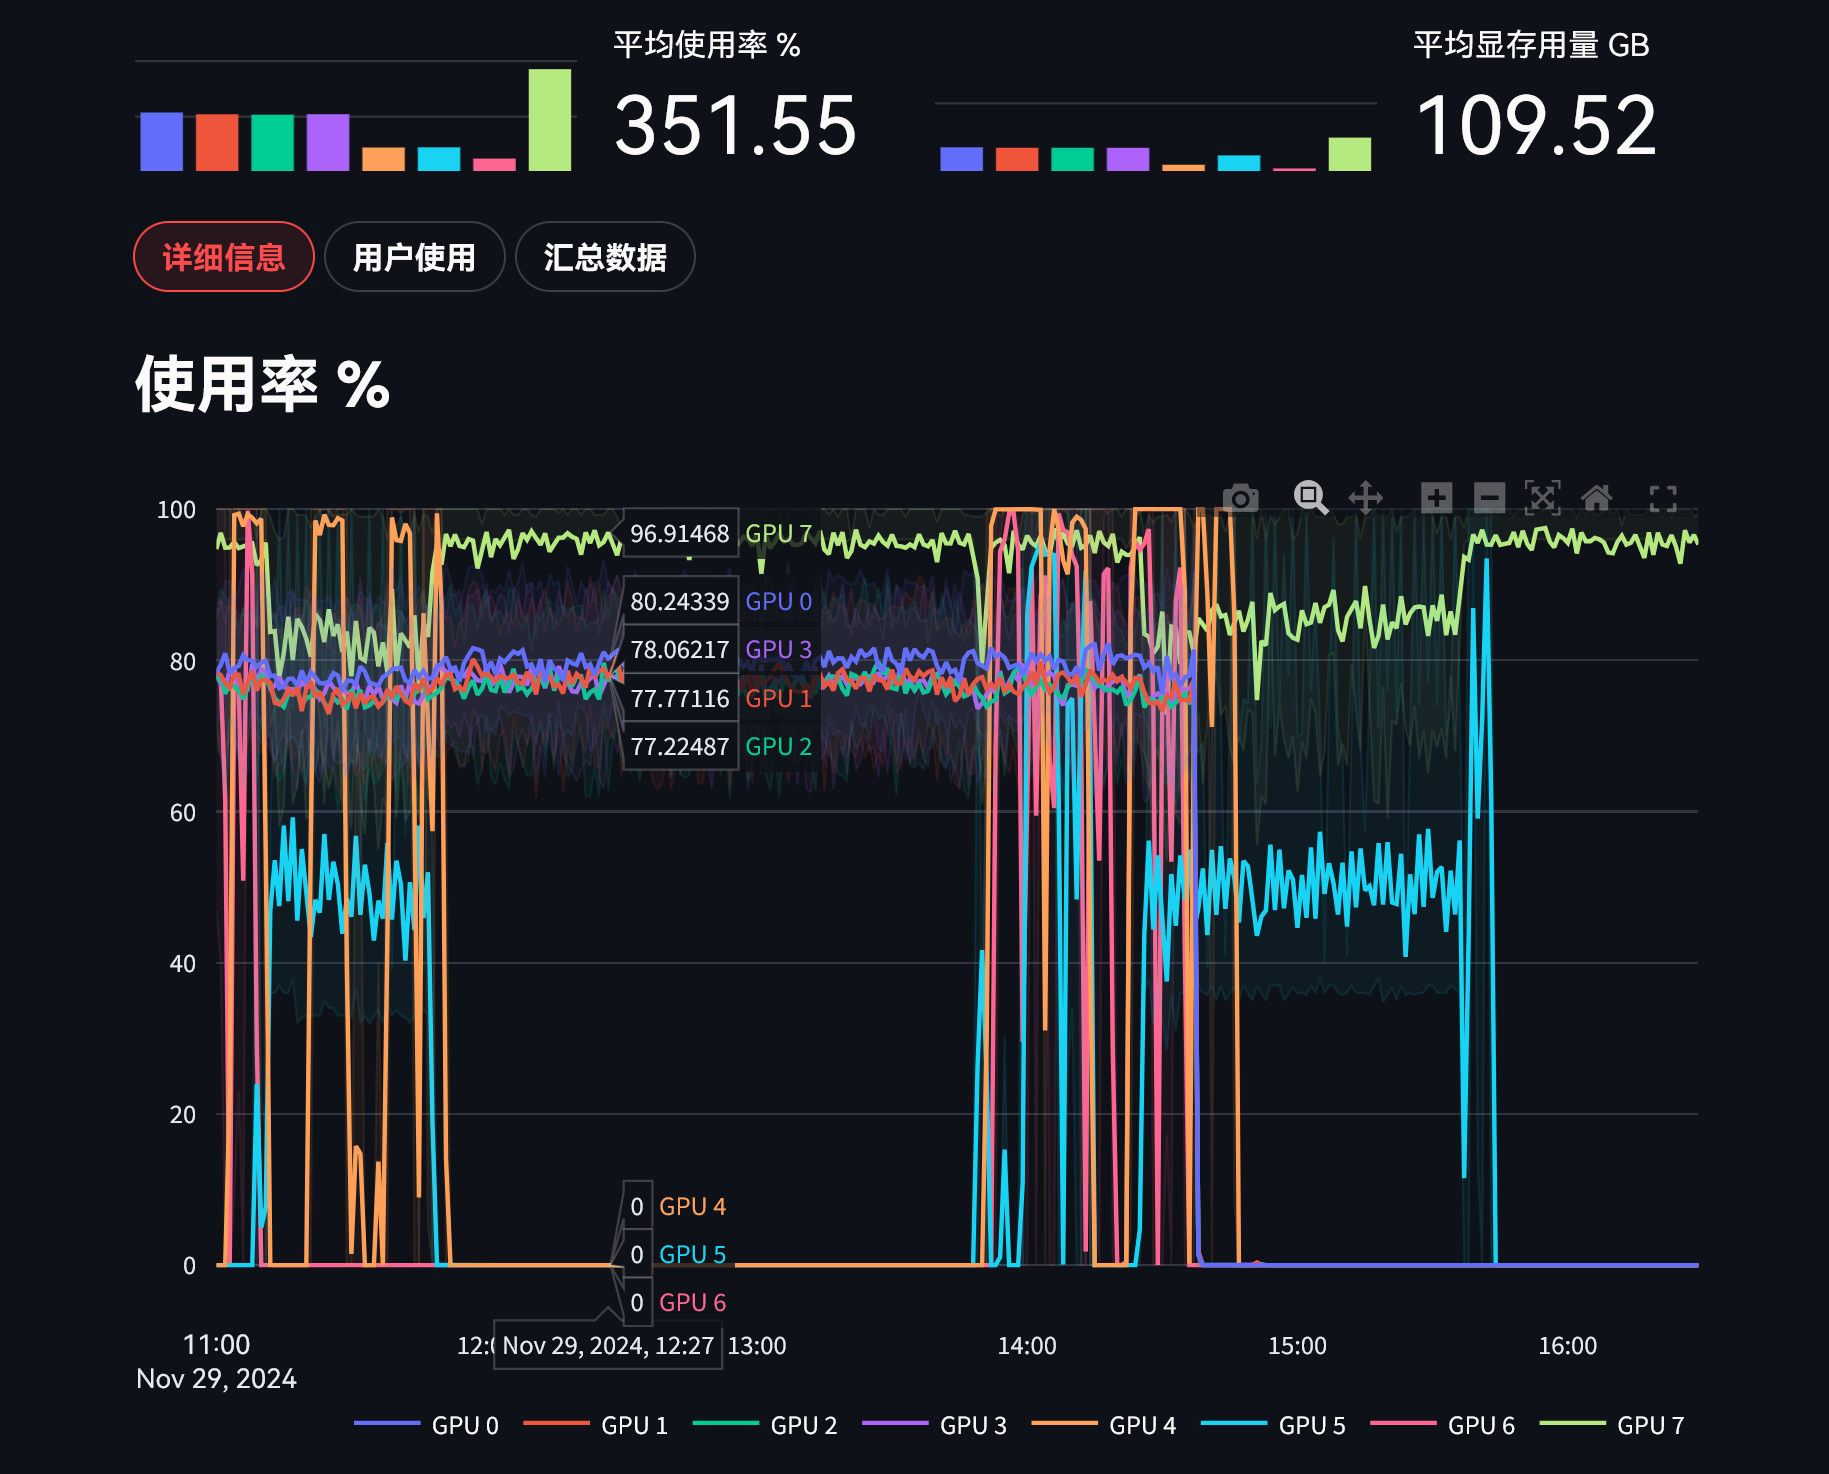 平均使用率 %
351.55
平均显存用量 GB
109.52
详细信息
用户使用
汇总数据
使用率 %
100
80
60
40
20
0
96.91468 GPU 7
80.24339 GPU 0
78.06217 GPU 3
77.77116 GPU 1
77.22487 GPU 2
0 GPU 4
0 GPU 5
0 GPU 6
11:00
Nov 29, 2024
Nov 29, 2024, 12:27
13:00
14:00
15:00
16:00
GPU 0
GPU 1
GPU 2
GPU 3
GPU 4
GPU 5
GPU 6
GPU 7